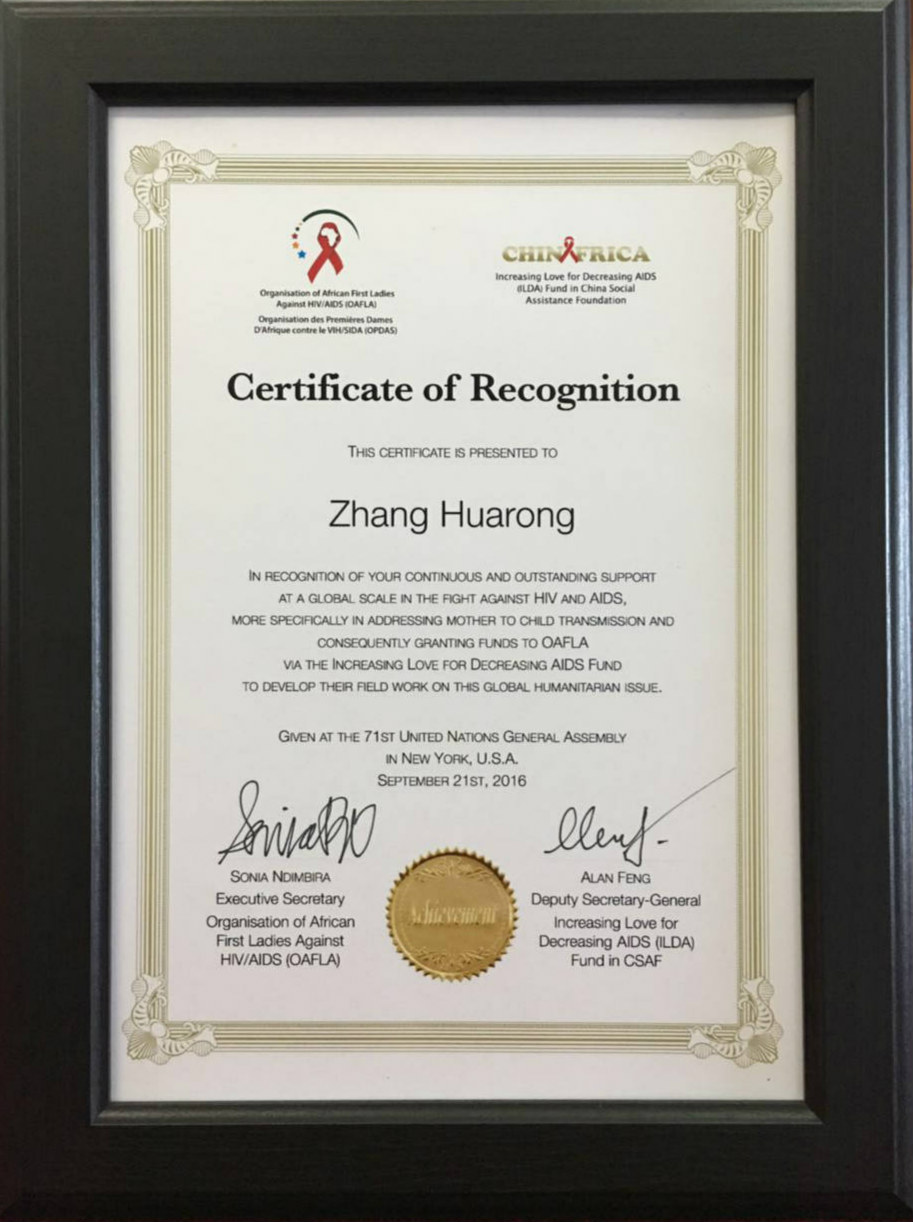 Organisation of African First Ladies
Against HIV/AIDS (OAFLA)
Organisation des Premières Dames
D'Afrique contre le VIH/SIDA (OPDAS)
CHINAFRICA
Increasing Love for Decreasing AIDS
(ILDA) Fund in China Social
Assistance Foundation
Certificate of Recognition
THIS CERTIFICATE IS PRESENTED TO
Zhang Huarong
IN RECOGNITION OF YOUR CONTINUOUS AND OUTSTANDING SUPPORT
AT A GLOBAL SCALE IN THE FIGHT AGAINST HIV AND AIDS,
MORE SPECIFICALLY IN ADDRESSING MOTHER TO CHILD TRANSMISSION AND
CONSEQUENTLY GRANTING FUNDS TO OAFLA
VIA THE INCREASING LOVE FOR DECREASING AIDS FUND
TO DEVELOP THEIR FIELD WORK ON THIS GLOBAL HUMANITARIAN ISSUE.
GIVEN AT THE 71ST UNITED NATIONS GENERAL ASSEMBLY
IN NEW YORK, U.S.A.
SEPTEMBER 21ST, 2016
SONIA NDIMBIRA
Executive Secretary
Organisation of African
First Ladies Against
HIV/AIDS (OAFLA)
Achievement
ALAN FENG
Deputy Secretary-General
Increasing Love for
Decreasing AIDS (ILDA)
Fund in CSAF